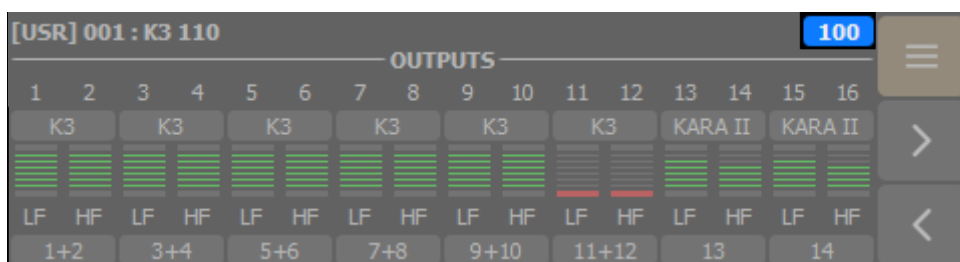 [USR] 001 : K3 110 100
OUTPUTS
1 2 3 4 5 6 7 8 9 10 11 12 13 14 15 16
K3 K3 K3 K3 K3 K3 KARA II KARA II
LF HF LF HF LF HF LF HF LF HF LF HF LF HF LF HF
1+2 3+4 5+6 7+8 9+10 11+12 13 14